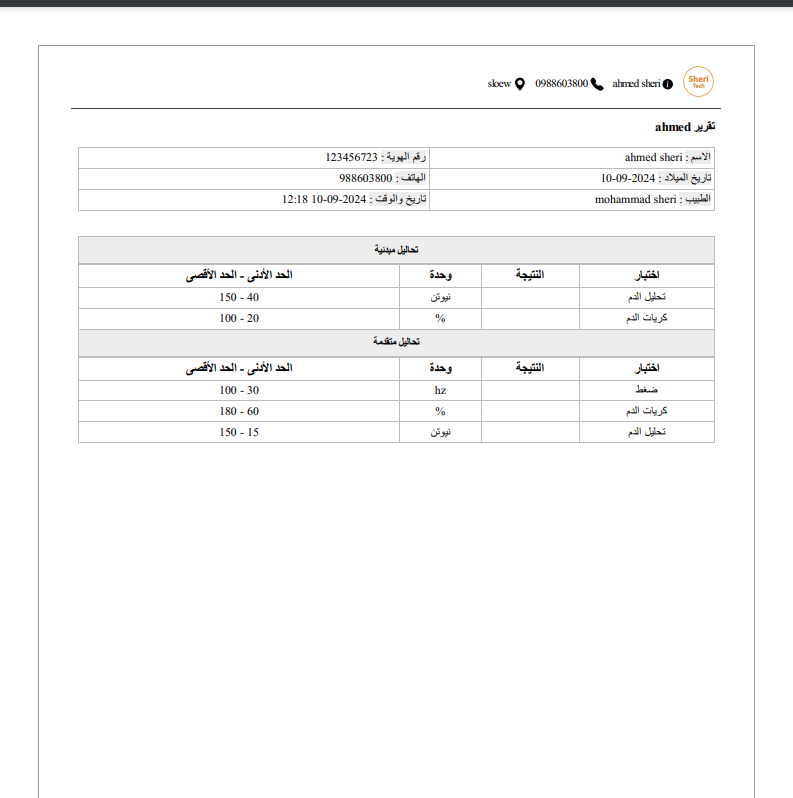 Sheri
Tech
ahmed sheri 0988603800 sloew
تقرير ahmed
الاسم : ahmed sheri رقم الهوية : 123456723
تاريخ الميلاد : 10-09-2024 الهاتف : 988603800
الطبيب : mohammad sheri تاريخ والوقت : 10-09-2024 12:18
تحاليل مبدئية
اختبار النتيجة وحدة الحد الأدنى - الحد الأقصى
تحليل الدم نيوتن 40 - 150
كريات الدم % 20 - 100
تحاليل متقدمة
اختبار النتيجة وحدة الحد الأدنى - الحد الأقصى
ضغط hz 30 - 100
كريات الدم % 60 - 180
تحليل الدم نيوتن 15 - 150